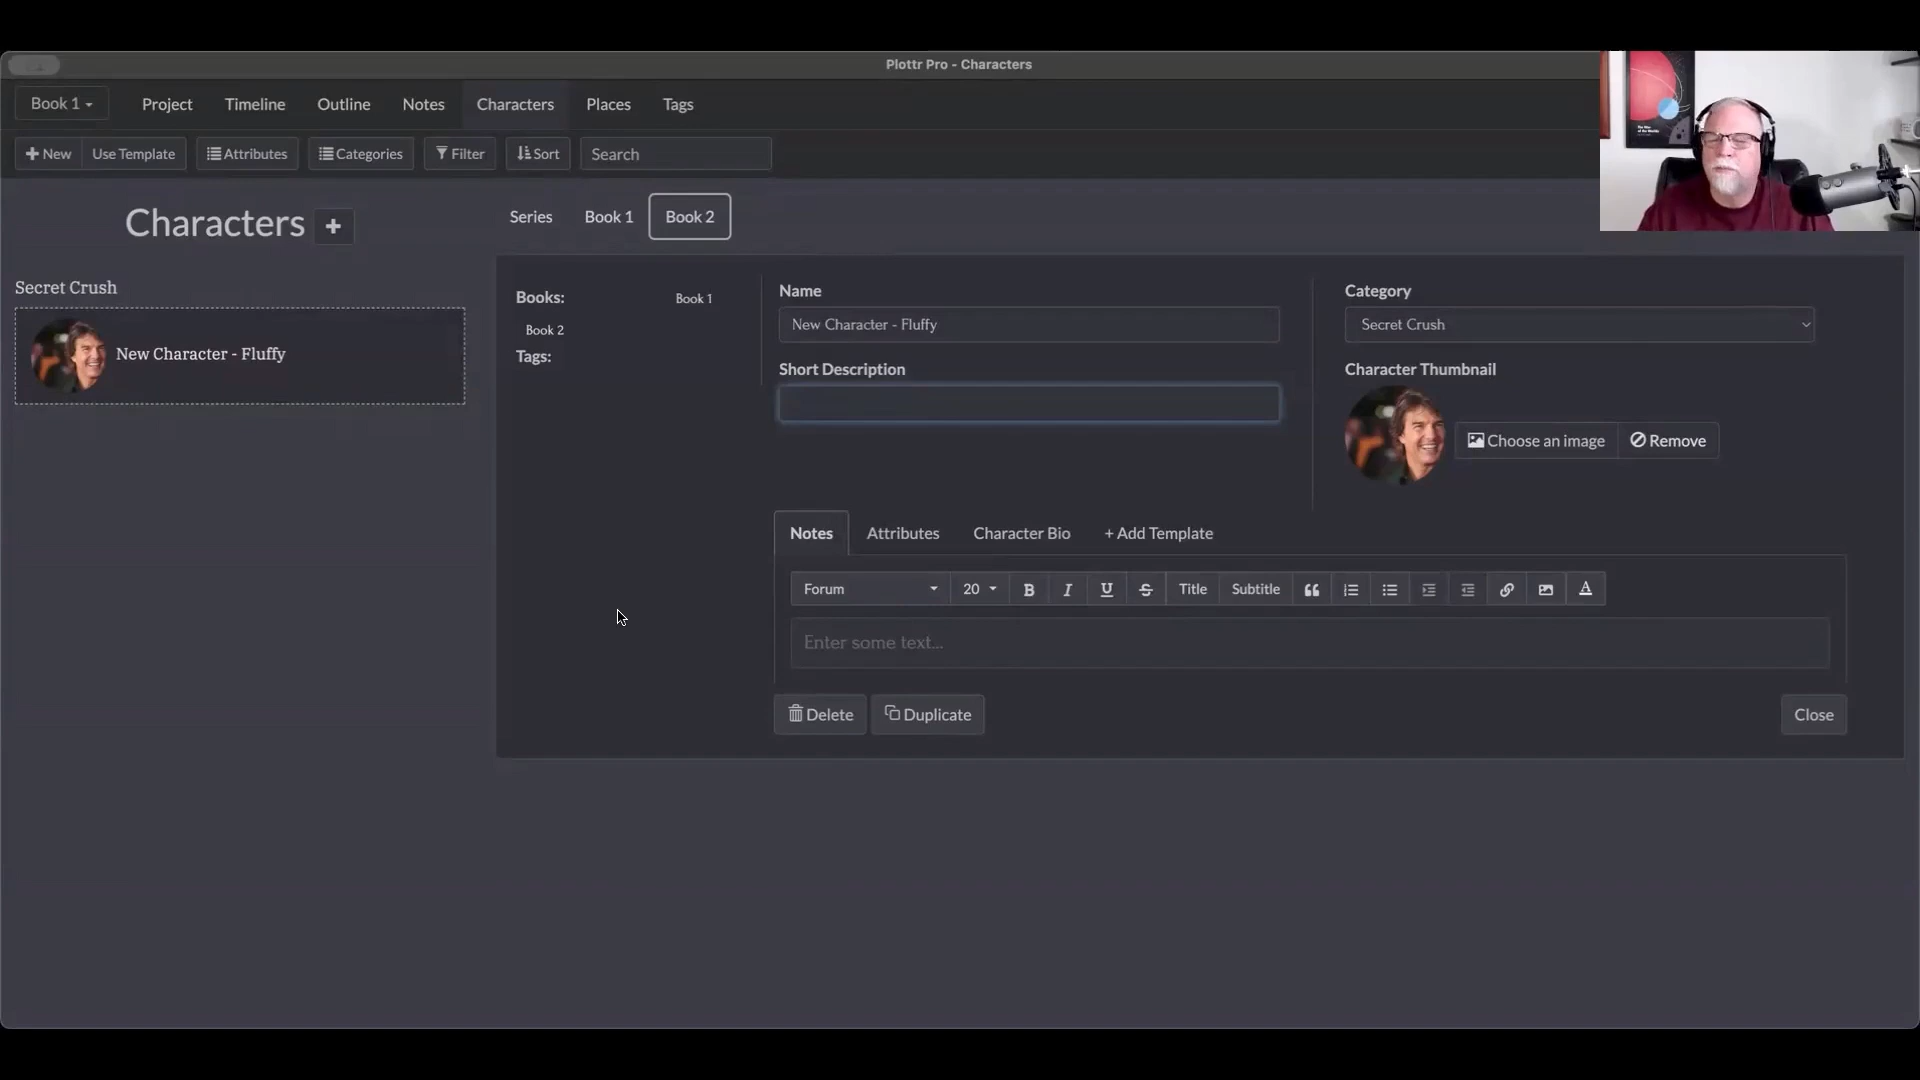 Plottr Pro - Characters
Book 1
Project
Timeline
Outline
Notes
Characters
Places
Tags
New
Use Template
Attributes
Categories
Filter
Sort
Search
Characters
Series
Book 1
Book 2
Secret Crush
New Character - Fluffy
Books:
Book 1
Book 2
Tags:
Name
New Character - Fluffy
Short Description
Category
Secret Crush
Character Thumbnail
Choose an image
Remove
Notes
Attributes
Character Bio
+ Add Template
Forum
20
B
I
U
S
Title
Subtitle
A
Enter some text...
Delete
Duplicate
Close